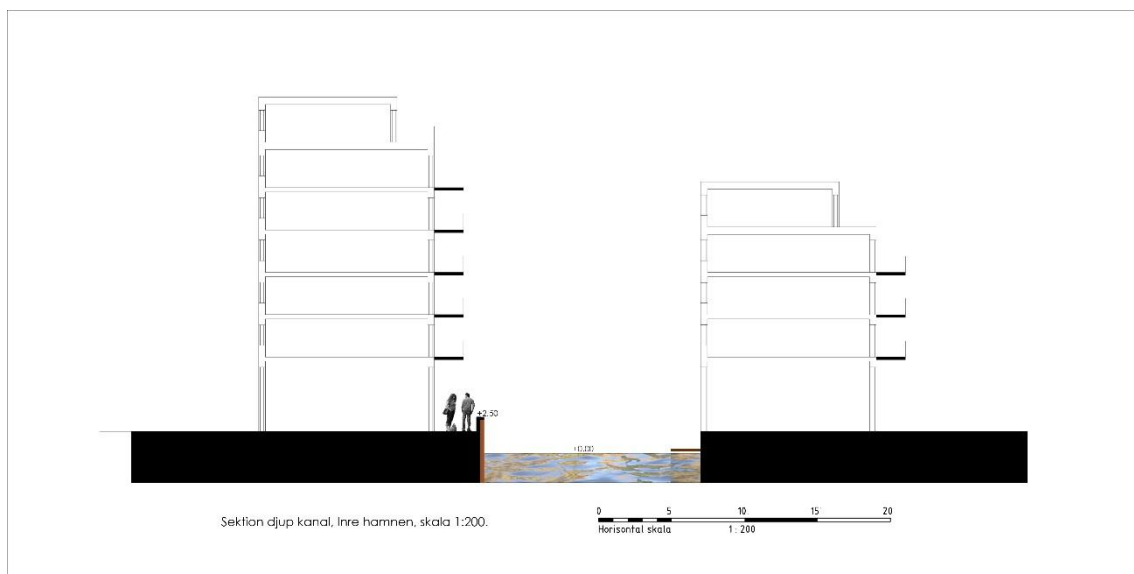 +2.50
±0.00
Sektion djup kanal, Inre hamnen, skala 1:200.
0 5 10 15 20
Horisontal skala 1:200